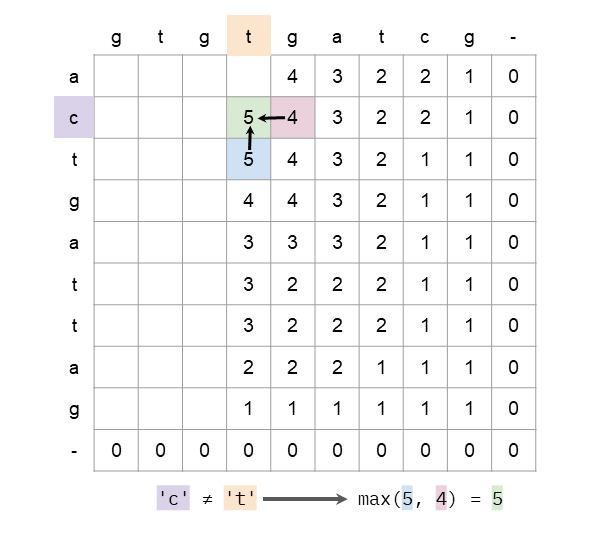 g t g t g a t c g -
a 4 3 2 2 1 0
c 5 4 3 2 2 1 0
t 5 4 3 2 1 1 0
g 4 4 3 2 1 1 0
a 3 3 3 2 1 1 0
t 3 2 2 2 1 1 0
t 3 2 2 2 1 1 0
a 2 2 2 1 1 1 0
g 1 1 1 1 1 1 0
- 0 0 0 0 0 0 0 0 0 0
'c' ≠ 't' max(5, 4) = 5